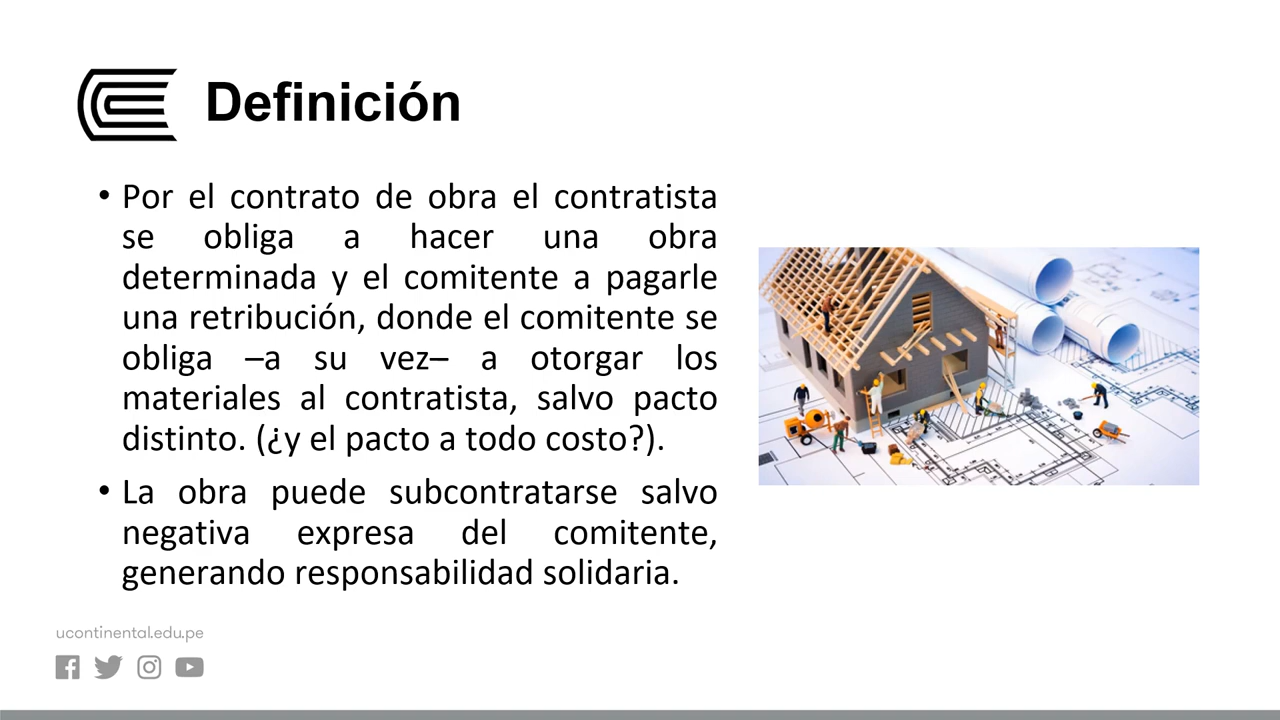 Definición
• Por el contrato de obra el contratista
se obliga a hacer una obra
determinada y el comitente a pagarle
una retribución, donde el comitente se
obliga –a su vez– a otorgar los
materiales al contratista, salvo pacto
distinto. (¿y el pacto a todo costo?).
• La obra puede subcontratarse salvo
negativa expresa del comitente,
generando responsabilidad solidaria.
ucontinental.edu.pe